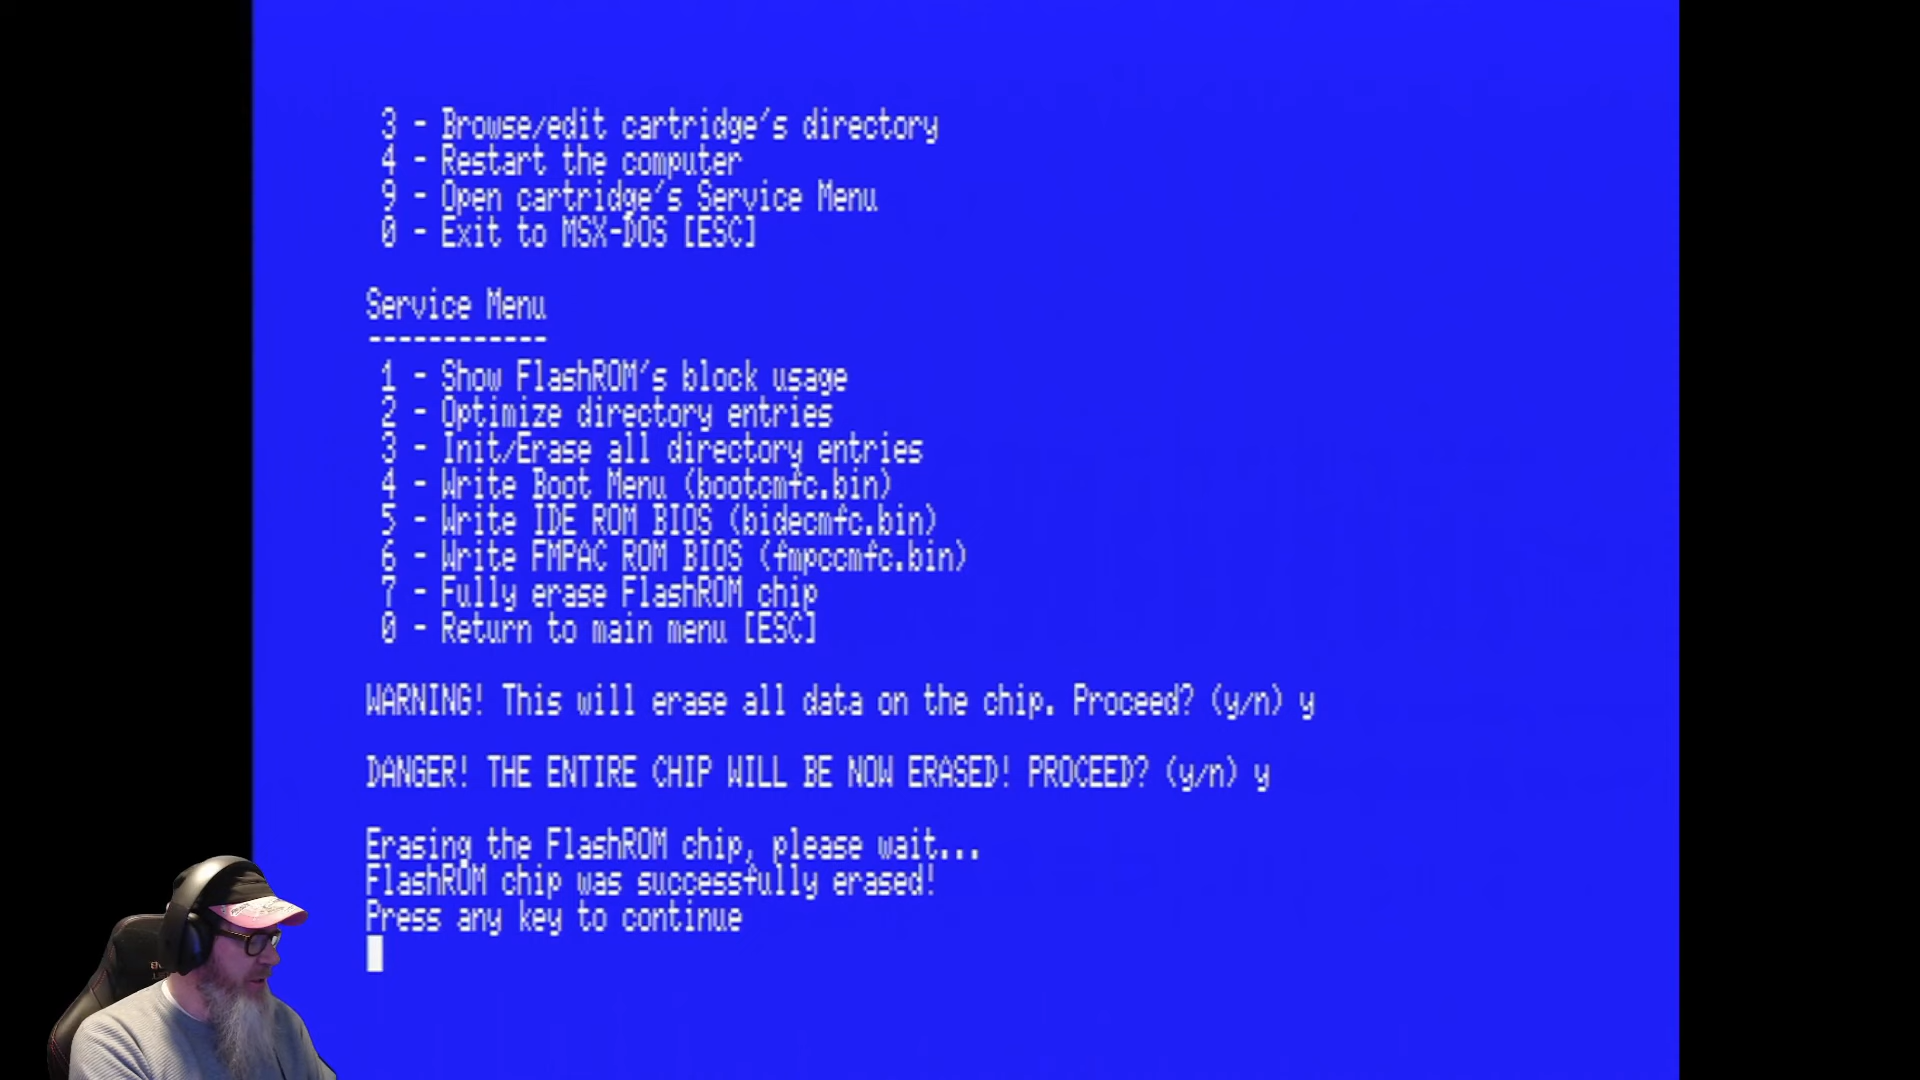 3 - Browse/edit cartridge's directory
4 - Restart the computer
9 - Open cartridge's Service Menu
0 - Exit to MSX-DOS [ESC]
Service Menu
------------
1 - Show FlashROM's block usage
2 - Optimize directory entries
3 - Init/Erase all directory entries
4 - Write Boot Menu (bootcmfc.bin)
5 - Write IDE ROM BIOS (bidecmfc.bin)
6 - Write FMPAC ROM BIOS (fmpccmfc.bin)
7 - Fully erase FlashROM chip
0 - Return to main menu [ESC]
WARNING! This will erase all data on the chip. Proceed? (y/n) y
DANGER! THE ENTIRE CHIP WILL BE NOW ERASED! PROCEED? (y/n) y
Erasing the FlashROM chip, please wait...
FlashROM chip was successfully erased!
Press any key to continue